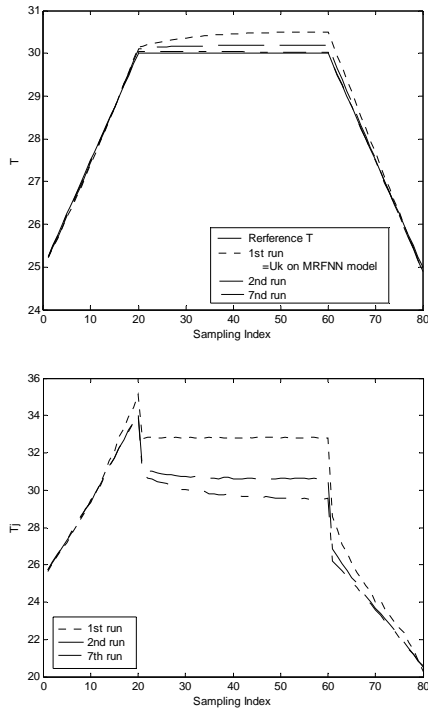 31
30
29
28
27
26
25
24
T
Rerference T
1st run
=Uk on MRFNN model
2nd run
7nd run
0 10 20 30 40 50 60 70 80
Sampling Index
36
34
32
30
28
26
24
22
20
Tj
1st run
2nd run
7th run
0 10 20 30 40 50 60 70 80
Sampling Index